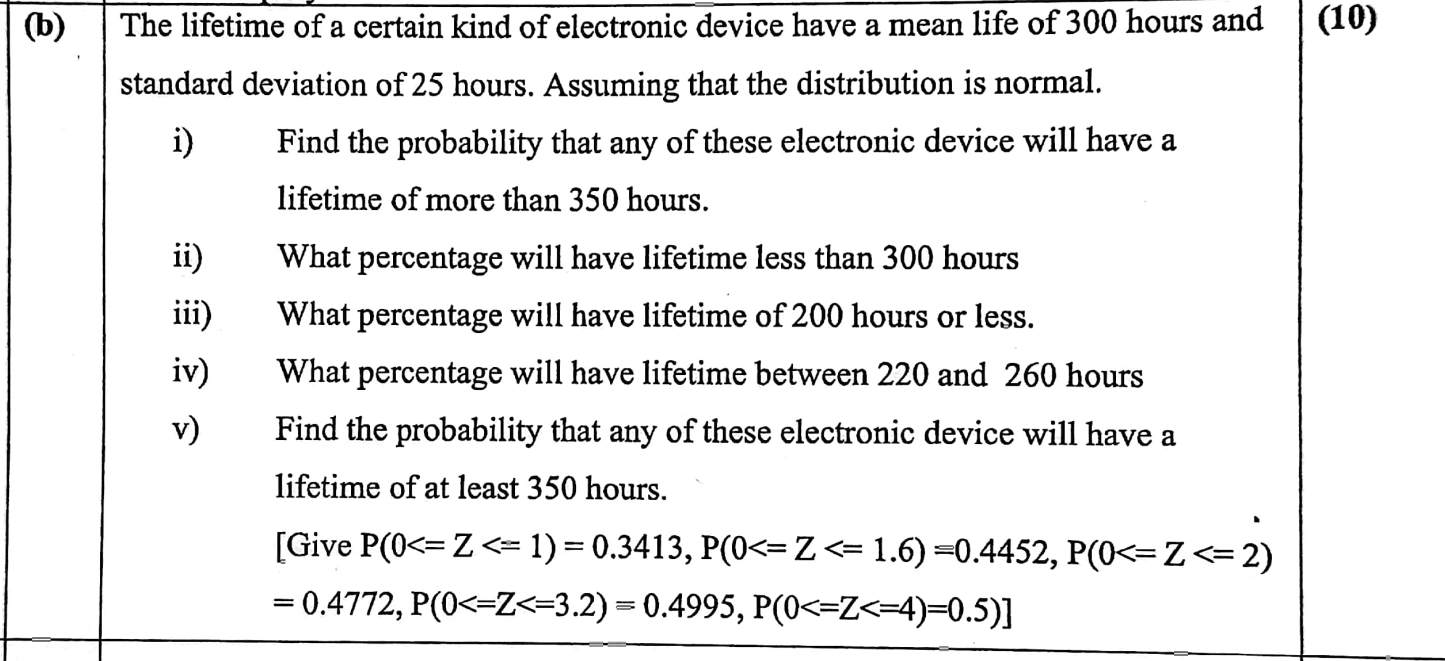 (b) The lifetime of a certain kind of electronic device have a mean life of 300 hours and (10)
standard deviation of 25 hours. Assuming that the distribution is normal.
i) Find the probability that any of these electronic device will have a
lifetime of more than 350 hours.
ii) What percentage will have lifetime less than 300 hours
iii) What percentage will have lifetime of 200 hours or less.
iv) What percentage will have lifetime between 220 and 260 hours
v) Find the probability that any of these electronic device will have a
lifetime of at least 350 hours.
[Give P(0<= Z <= 1) = 0.3413, P(0<= Z <= 1.6) =0.4452, P(0<= Z <= 2)
= 0.4772, P(0<=Z<=3.2) = 0.4995, P(0<=Z<=4)=0.5)]